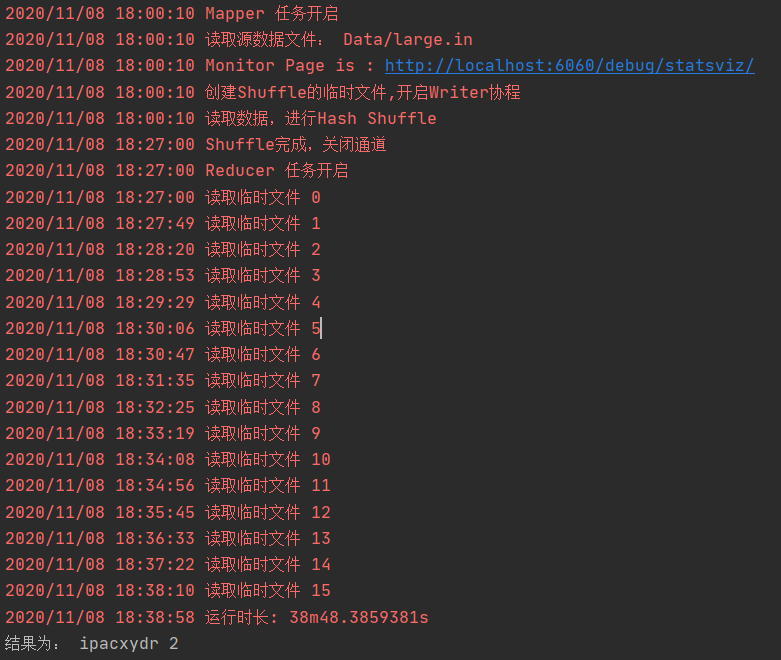 2020/11/08 18:00:10 Mapper 任务开启
2020/11/08 18:00:10 读取源数据文件： Data/large.in
2020/11/08 18:00:10 Monitor Page is : http://localhost:6060/debug/statsviz/
2020/11/08 18:00:10 创建Shuffle的临时文件,开启Writer协程
2020/11/08 18:00:10 读取数据，进行Hash Shuffle
2020/11/08 18:27:00 Shuffle完成，关闭通道
2020/11/08 18:27:00 Reducer 任务开启
2020/11/08 18:27:00 读取临时文件 0
2020/11/08 18:27:49 读取临时文件 1
2020/11/08 18:28:20 读取临时文件 2
2020/11/08 18:28:53 读取临时文件 3
2020/11/08 18:29:29 读取临时文件 4
2020/11/08 18:30:06 读取临时文件 5
2020/11/08 18:30:47 读取临时文件 6
2020/11/08 18:31:35 读取临时文件 7
2020/11/08 18:32:25 读取临时文件 8
2020/11/08 18:33:19 读取临时文件 9
2020/11/08 18:34:08 读取临时文件 10
2020/11/08 18:34:56 读取临时文件 11
2020/11/08 18:35:45 读取临时文件 12
2020/11/08 18:36:33 读取临时文件 13
2020/11/08 18:37:22 读取临时文件 14
2020/11/08 18:38:10 读取临时文件 15
2020/11/08 18:38:58 运行时长: 38m48.3859381s
结果为： ipacxydr 2